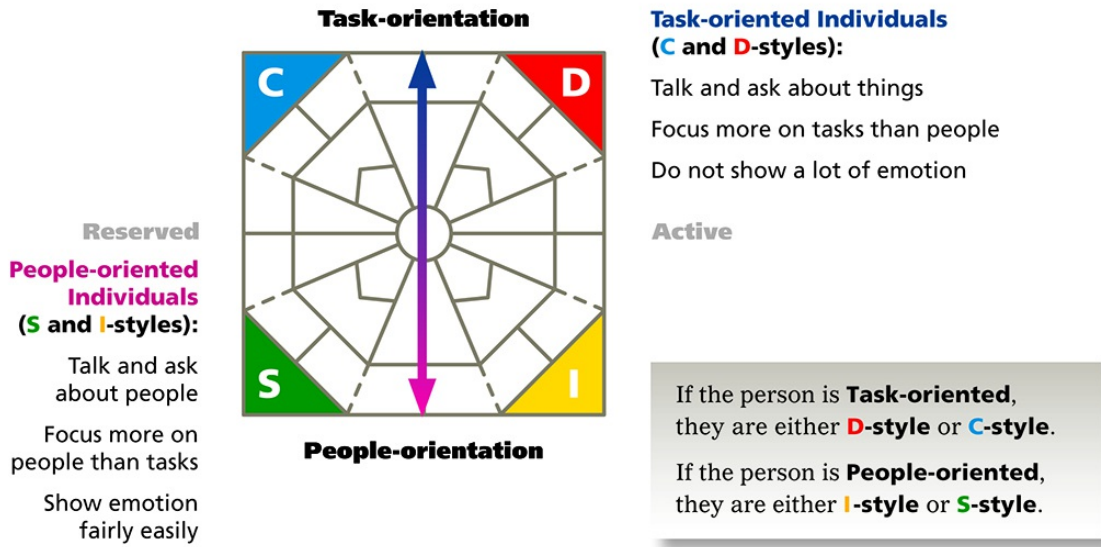 Task-orientation
C
D
S
I
People-orientation
Task-oriented Individuals
(C and D-styles):
Talk and ask about things
Focus more on tasks than people
Do not show a lot of emotion
Reserved
Active
People-oriented
Individuals
(S and I-styles):
Talk and ask
about people
Focus more on
people than tasks
Show emotion
fairly easily
If the person is Task-oriented,
they are either D-style or C-style.
If the person is People-oriented,
they are either I-style or S-style.